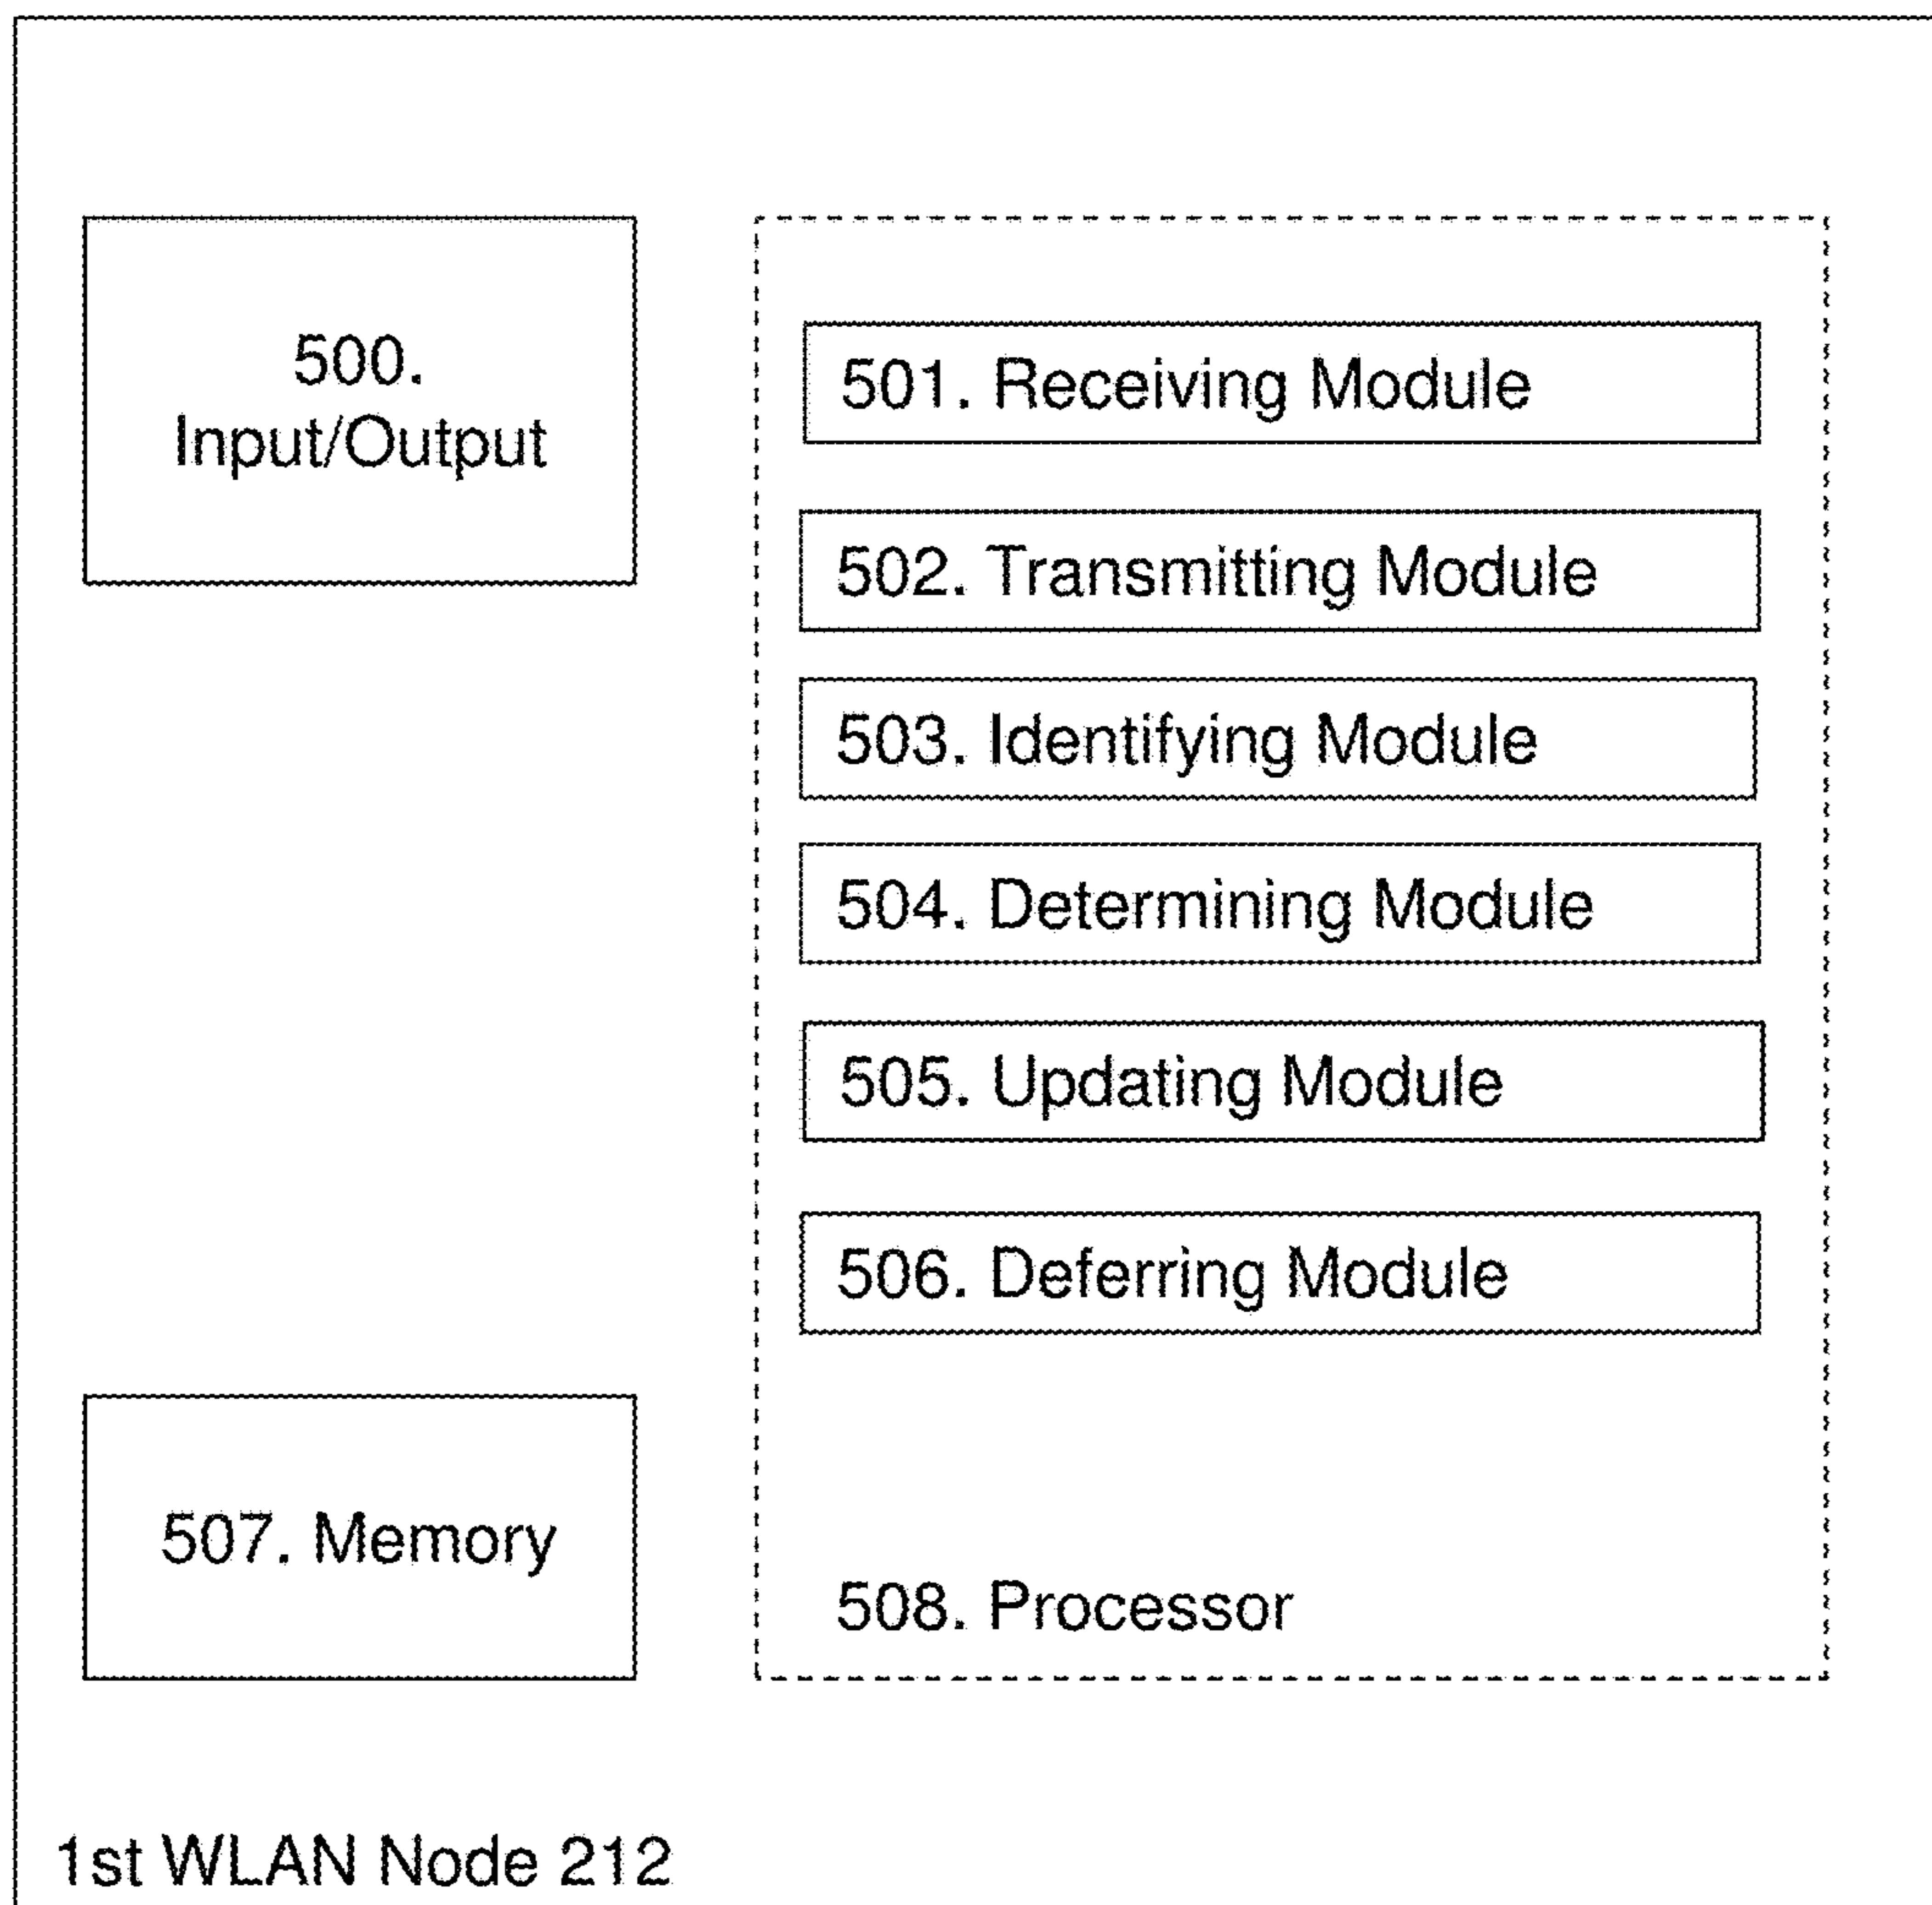 500.
Input/Output
501. Receiving Module
502. Transmitting Module
503. Identifying Module
504. Determining Module
505. Updating Module
506. Deferring Module
507. Memory
508. Processor
1st WLAN Node 212